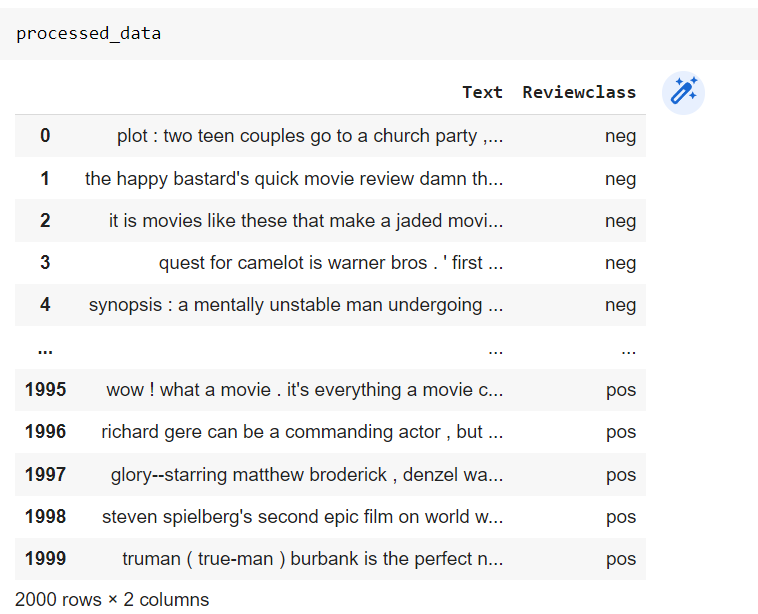 processed_data
Text Reviewclass
0 plot : two teen couples go to a church party ,... neg
1 the happy bastard's quick movie review damn th... neg
2 it is movies like these that make a jaded movi... neg
3 quest for camelot is warner bros . ' first ... neg
4 synopsis : a mentally unstable man undergoing ... neg
... ... ...
1995 wow ! what a movie . it's everything a movie c... pos
1996 richard gere can be a commanding actor , but ... pos
1997 glory--starring matthew broderick , denzel wa... pos
1998 steven spielberg's second epic film on world w... pos
1999 truman ( true-man ) burbank is the perfect n... pos
2000 rows × 2 columns